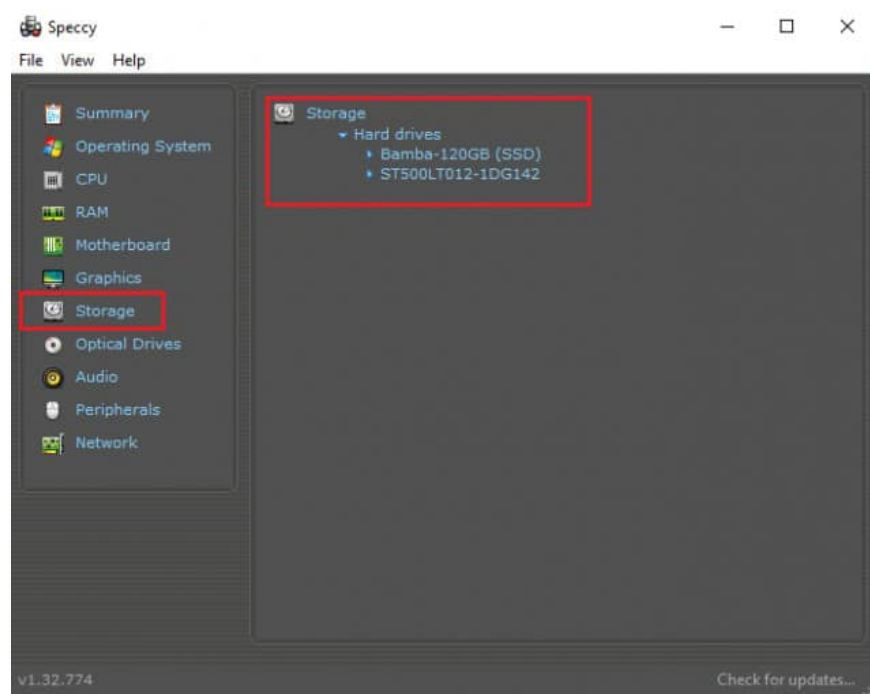 Speccy
File View Help
Summary
Operating System
CPU
RAM
Motherboard
Graphics
Storage
Optical Drives
Audio
Peripherals
Network
Storage
Hard drives
Bamba-120GB (SSD)
ST500LT012-1DG142
v1.32.774
Check for updates...